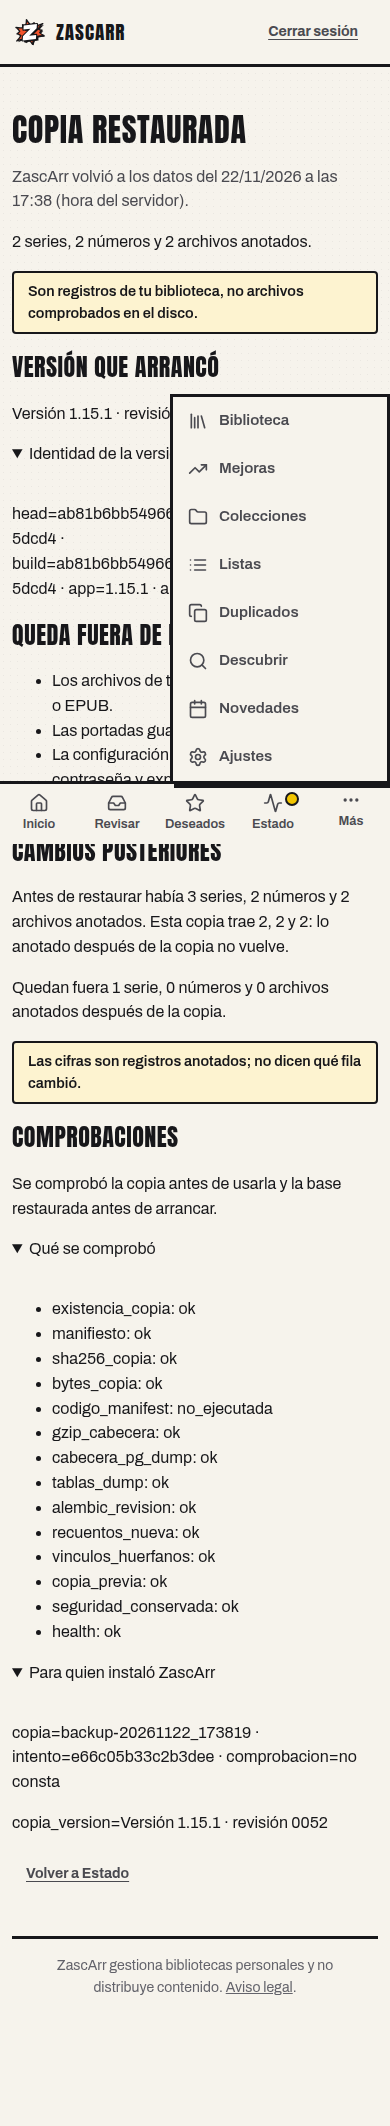 ZASCARR
Cerrar sesión
COPIA RESTAURADA
ZascArr volvió a los datos del 22/11/2026 a las
17:38 (hora del servidor).
2 series, 2 números y 2 archivos anotados.
Son registros de tu biblioteca, no archivos
comprobados en el disco.
VERSIÓN QUE ARRANCÓ
Versión 1.15.1 · revisió
Identidad de la versi
head=ab81b6bb54966
5dcd4 ·
build=ab81b6bb54966
5dcd4 · app=1.15.1 · a
QUEDA FUERA DE
Los archivos de t
o EPUB.
Las portadas gua
La configuración
contraseña y exp
Biblioteca
Mejoras
Colecciones
Listas
Duplicados
Descubrir
Novedades
Ajustes
Inicio
Revisar
Deseados
Estado
Más
CAMBIOS POSTERIORES
Antes de restaurar había 3 series, 2 números y 2
archivos anotados. Esta copia trae 2, 2 y 2: lo
anotado después de la copia no vuelve.
Quedan fuera 1 serie, 0 números y 0 archivos
anotados después de la copia.
Las cifras son registros anotados; no dicen qué fila
cambió.
COMPROBACIONES
Se comprobó la copia antes de usarla y la base
restaurada antes de arrancar.
Qué se comprobó
existencia_copia: ok
manifiesto: ok
sha256_copia: ok
bytes_copia: ok
codigo_manifest: no_ejecutada
gzip_cabecera: ok
cabecera_pg_dump: ok
tablas_dump: ok
alembic_revision: ok
recuentos_nueva: ok
vinculos_huerfanos: ok
copia_previa: ok
seguridad_conservada: ok
health: ok
Para quien instaló ZascArr
copia=backup-20261122_173819 ·
intento=e66c05b33c2b3dee · comprobacion=no
consta
copia_version=Versión 1.15.1 · revisión 0052
Volver a Estado
ZascArr gestiona bibliotecas personales y no
distribuye contenido. Aviso legal.